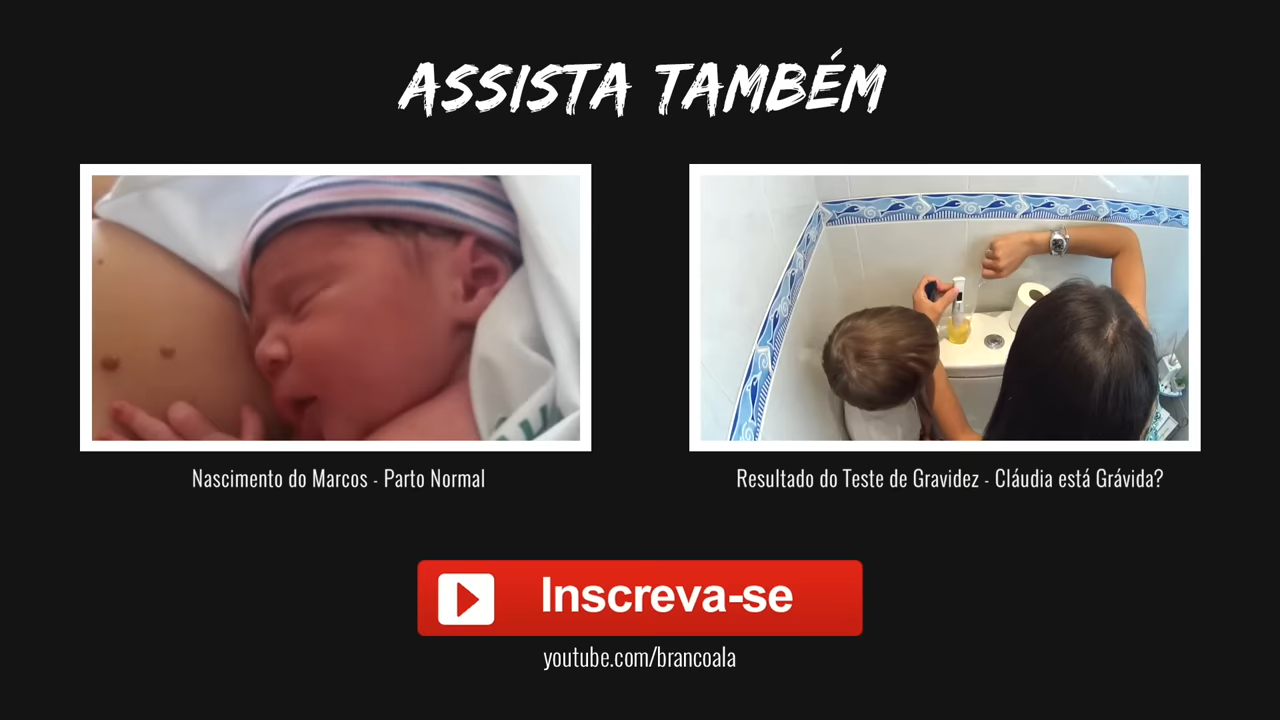 ASSISTA TAMBÉM
Nascimento do Marcos - Parto Normal
Resultado do Teste de Gravidez - Cláudia está Grávida?
Inscreva-se
youtube.com/brancoala